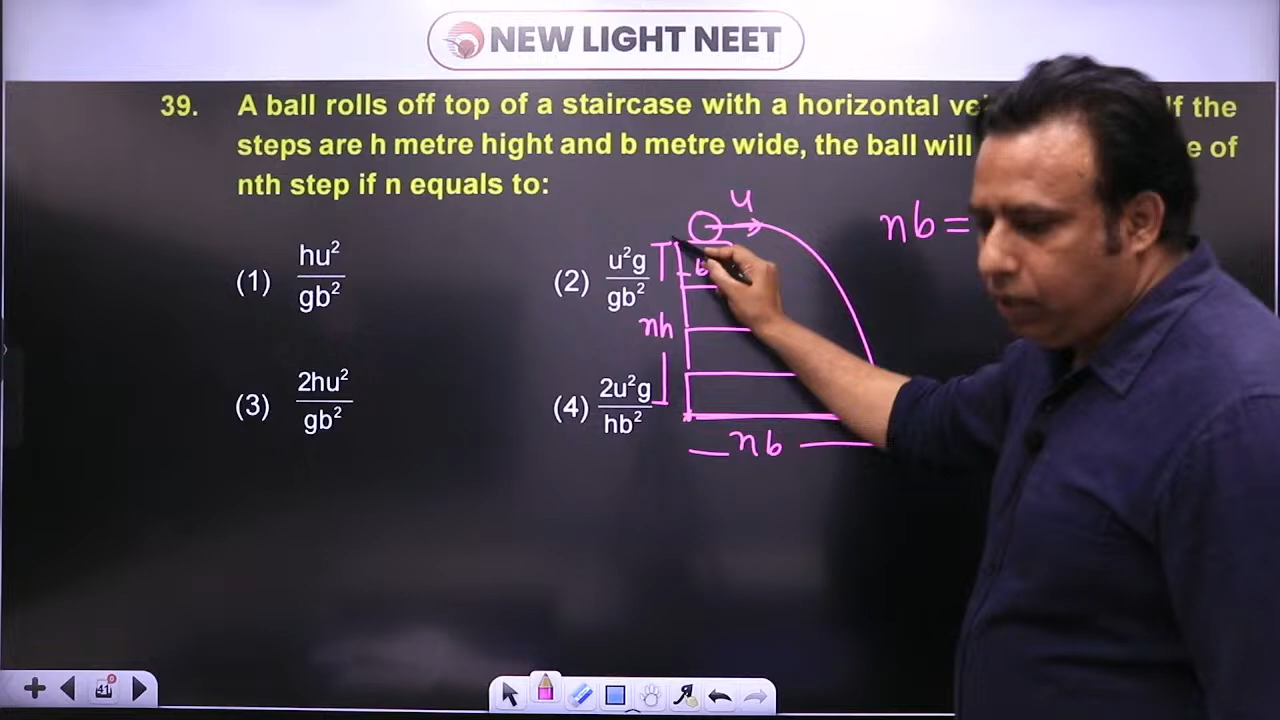 NEW LIGHT NEET
39. A ball rolls off top of a staircase with a horizontal If the
steps are h metre hight and b metre wide, the ball will of
nth step if n equals to:
(1) hu²/gb² (2) u²g/gb²
(3) 2hu²/gb² (4) 2u²g/hb²
u
nb =
b
nh
nb
41